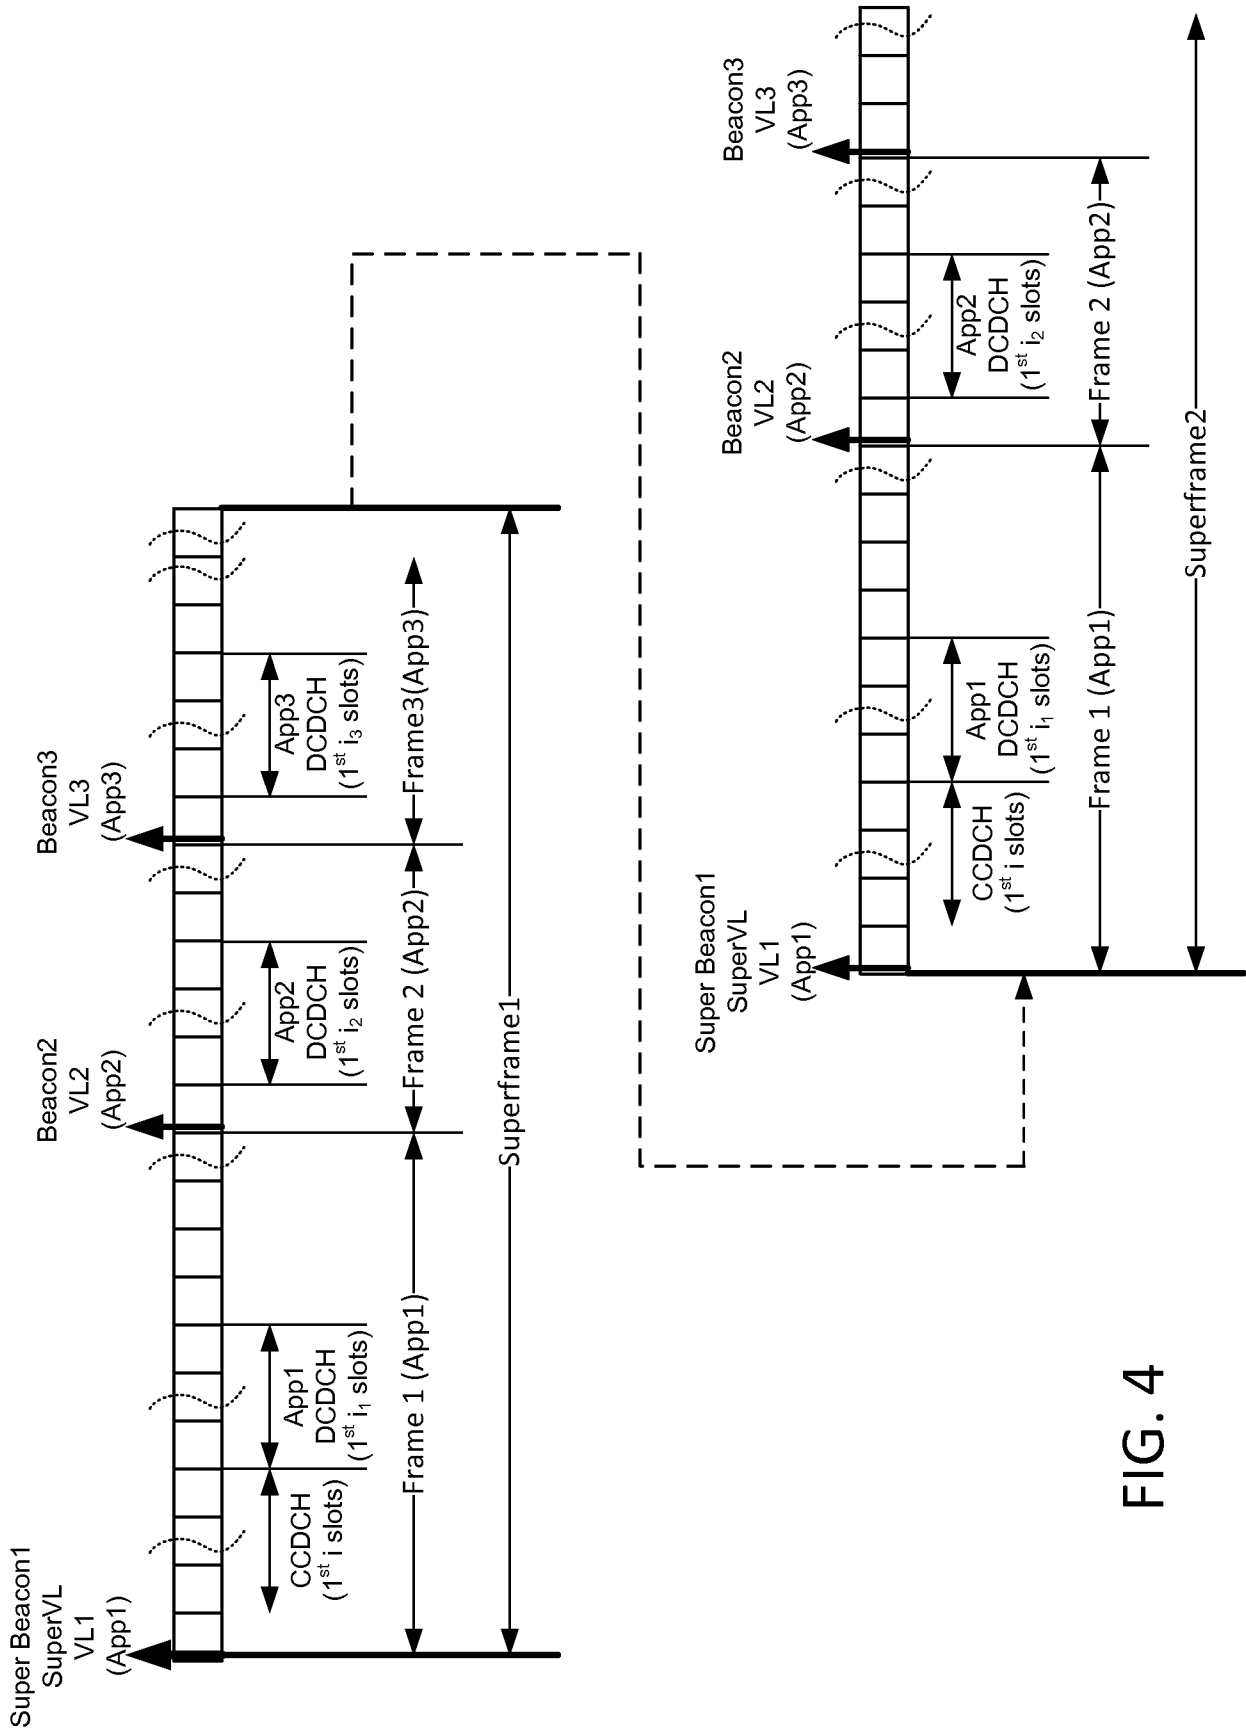 Super Beacon1
SuperVL
VL1
(App1)
Beacon2
VL2
(App2)
Beacon3
VL3
(App3)
CCDCH
(1st i slots)
App1
DCDCH
(1st i1 slots)
App2
DCDCH
(1st i2 slots)
App3
DCDCH
(1st i3 slots)
Frame 1 (App1)
Frame 2 (App2)
Frame3(App3)
Superframe1
Super Beacon1
SuperVL
VL1
(App1)
Beacon2
VL2
(App2)
Beacon3
VL3
(App3)
CCDCH
(1st i slots)
App1
DCDCH
(1st i1 slots)
App2
DCDCH
(1st i2 slots)
Frame 1 (App1)
Frame 2 (App2)
Superframe2
FIG. 4